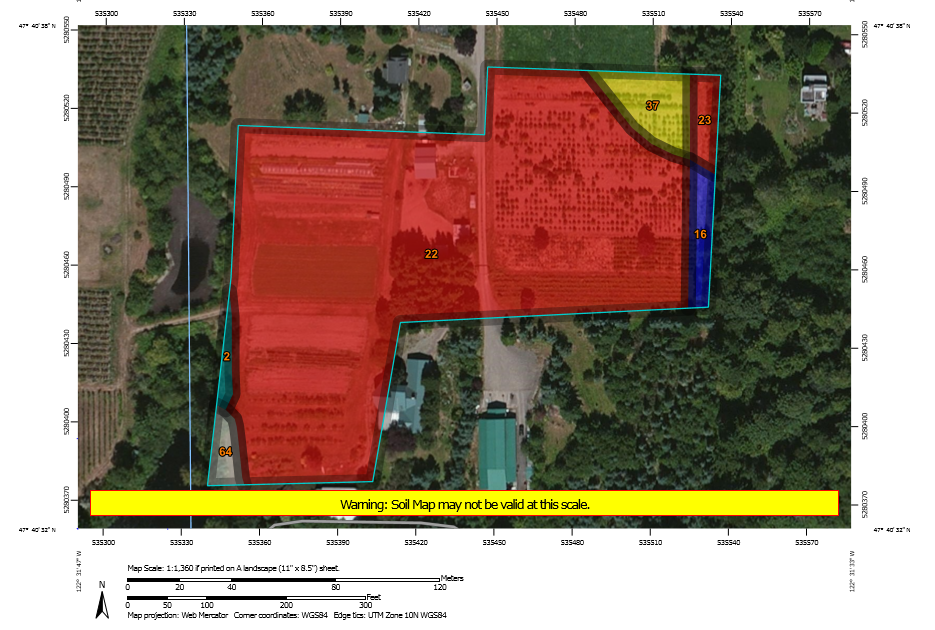 535300 535330 535360 535390 535420 535450 535480 535510 535540 535570
47° 40' 38'' N 47° 40' 38'' N
5280550 5280550
5280520 5280520
5280490 5280490
5280460 5280460
5280430 5280430
5280400 5280400
5280370 5280370
37
23
16
22
2
64
Warning: Soil Map may not be valid at this scale.
47° 40' 32'' N 47° 40' 32'' N
535300 535330 535360 535390 535420 535450 535480 535510 535540 535570
122° 31' 47'' W 122° 31' 33'' W
Map Scale: 1:1,360 if printed on A landscape (11" x 8.5") sheet.
N Meters
0 20 40 80 120
Feet
0 50 100 200 300
Map projection: Web Mercator Corner coordinates: WGS84 Edge tics: UTM Zone 10N WGS84